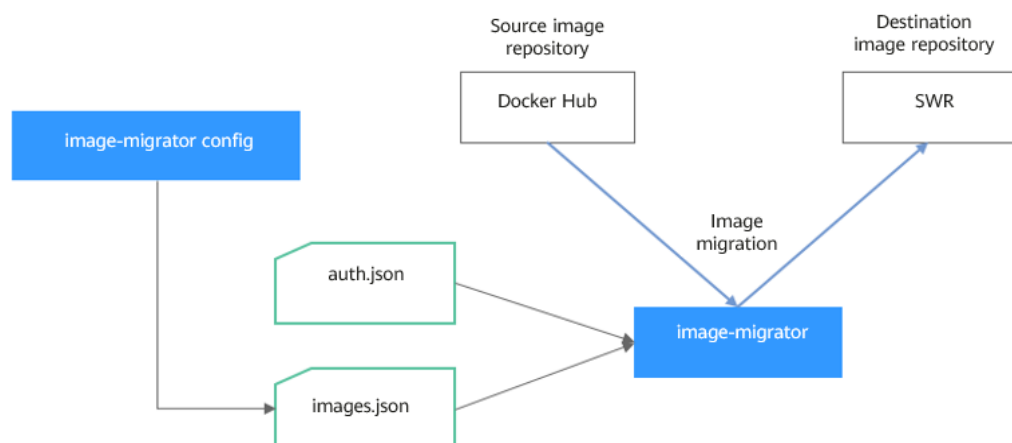 Source image
repository
Destination
image repository
Docker Hub
SWR
image-migrator config
Image
migration
auth.json
image-migrator
images.json